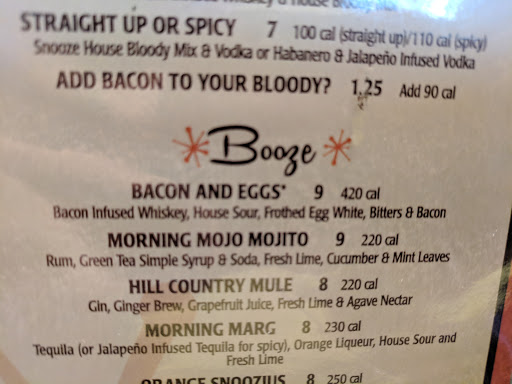 STRAIGHT UP OR SPICY 7 100 cal (straight up)/110 cal (spicy)
Snooze House Bloody Mix & Vodka or Habanero & Jalapeño Infused Vodka
ADD BACON TO YOUR BLOODY? 1.25 Add 90 cal
Booze
BACON AND EGGS* 9 420 cal
Bacon Infused Whiskey, House Sour, Frothed Egg White, Bitters & Bacon
MORNING MOJO MOJITO 9 220 cal
Rum, Green Tea Simple Syrup & Soda, Fresh Lime, Cucumber & Mint Leaves
HILL COUNTRY MULE 8 220 cal
Gin, Ginger Brew, Grapefruit Juice, Fresh Lime & Agave Nectar
MORNING MARG 8 230 cal
Tequila (or Jalapeño Infused Tequila for spicy), Orange Liqueur, House Sour and
Fresh Lime
ORANGE SNOOZIUS 8 250 cal